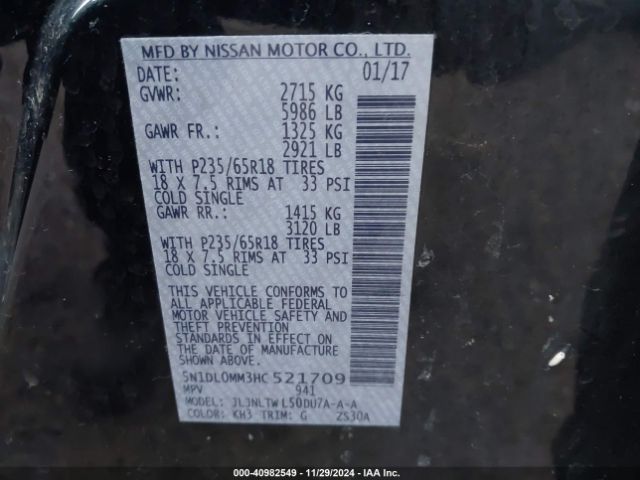 MFD BY NISSAN MOTOR CO., LTD.
DATE: 01/17
GVWR: 2715 KG
5986 LB
GAWR FR.: 1325 KG
2921 LB
WITH P235/65R18 TIRES
18 X 7.5 RIMS AT 33 PSI
COLD SINGLE
GAWR RR.: 1415 KG
3120 LB
WITH P235/65R18 TIRES
18 X 7.5 RIMS AT 33 PSI
COLD SINGLE
THIS VEHICLE CONFORMS TO
ALL APPLICABLE FEDERAL
MOTOR VEHICLE SAFETY AND
THEFT PREVENTION
STANDARDS IN EFFECT ON
THE DATE OF MANUFACTURE
SHOWN ABOVE.
5N1DL0MM3HC 521709
MPV 941
MODEL: JLJNLTW L50DU7A-A-A
COLOR: KH3 TRIM: G ZS30A
000-40982549 - 11/29/2024 - IAA Inc.